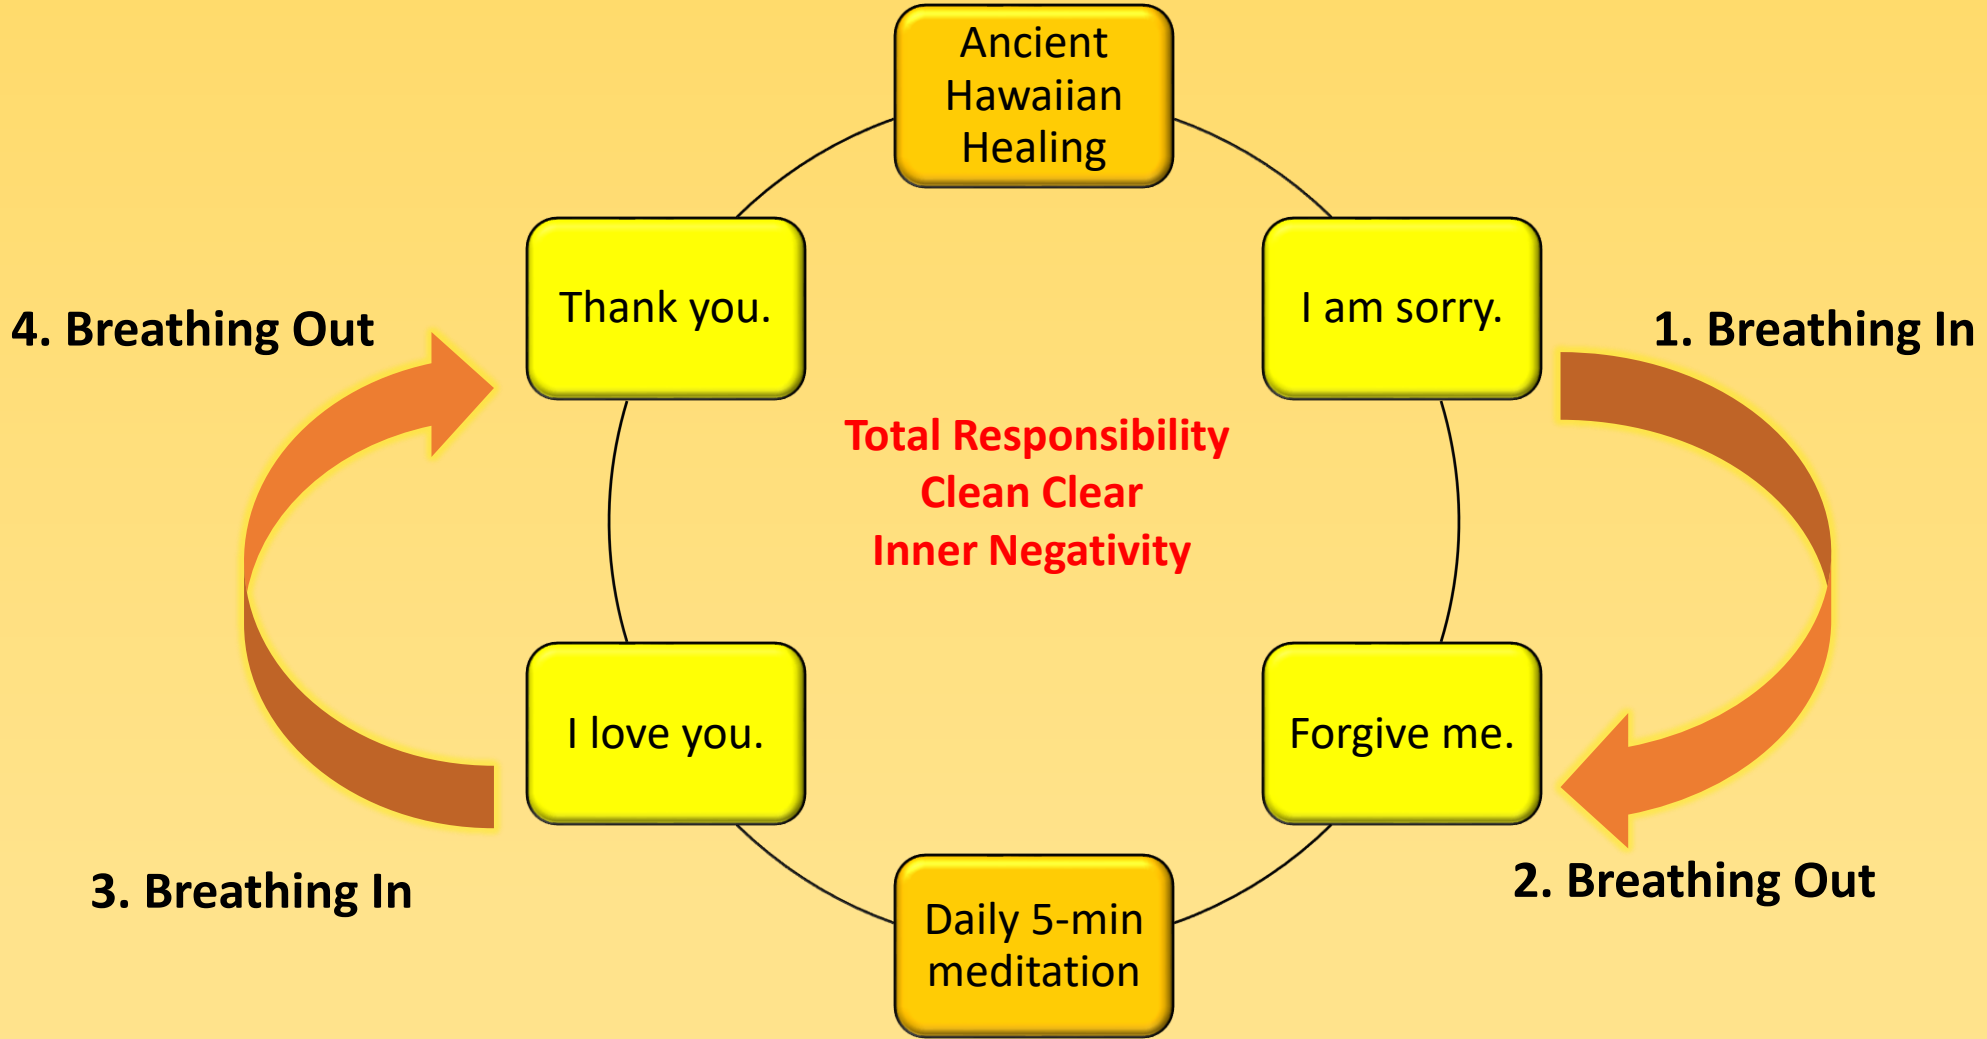 Ancient
Hawaiian
Healing
Thank you.
I am sorry.
4. Breathing Out
1. Breathing In
Total Responsibility
Clean Clear
Inner Negativity
I love you.
Forgive me.
3. Breathing In
2. Breathing Out
Daily 5-min
meditation